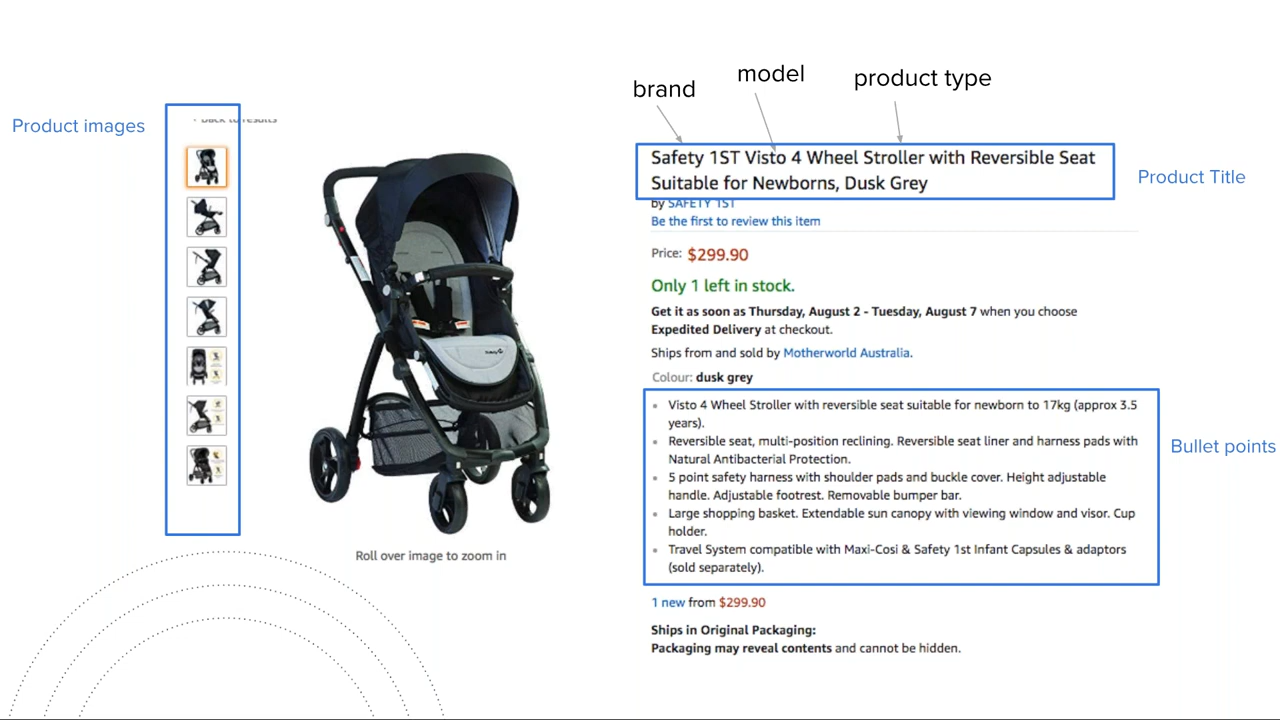 brand
model
product type
Product images
Back to results
Safety 1ST Visto 4 Wheel Stroller with Reversible Seat
Suitable for Newborns, Dusk Grey
Product Title
by SAFETY 1ST
Be the first to review this item
Price: $299.90
Only 1 left in stock.
Get it as soon as Thursday, August 2 - Tuesday, August 7 when you choose
Expedited Delivery at checkout.
Ships from and sold by Motherworld Australia.
Colour: dusk grey
Visto 4 Wheel Stroller with reversible seat suitable for newborn to 17kg (approx 3.5
years).
Reversible seat, multi-position reclining. Reversible seat liner and harness pads with
Natural Antibacterial Protection.
5 point safety harness with shoulder pads and buckle cover. Height adjustable
handle. Adjustable footrest. Removable bumper bar.
Large shopping basket. Extendable sun canopy with viewing window and visor. Cup
holder.
Travel System compatible with Maxi-Cosi & Safety 1st Infant Capsules & adaptors
(sold separately).
Bullet points
Roll over image to zoom in
1 new from $299.90
Ships in Original Packaging:
Packaging may reveal contents and cannot be hidden.